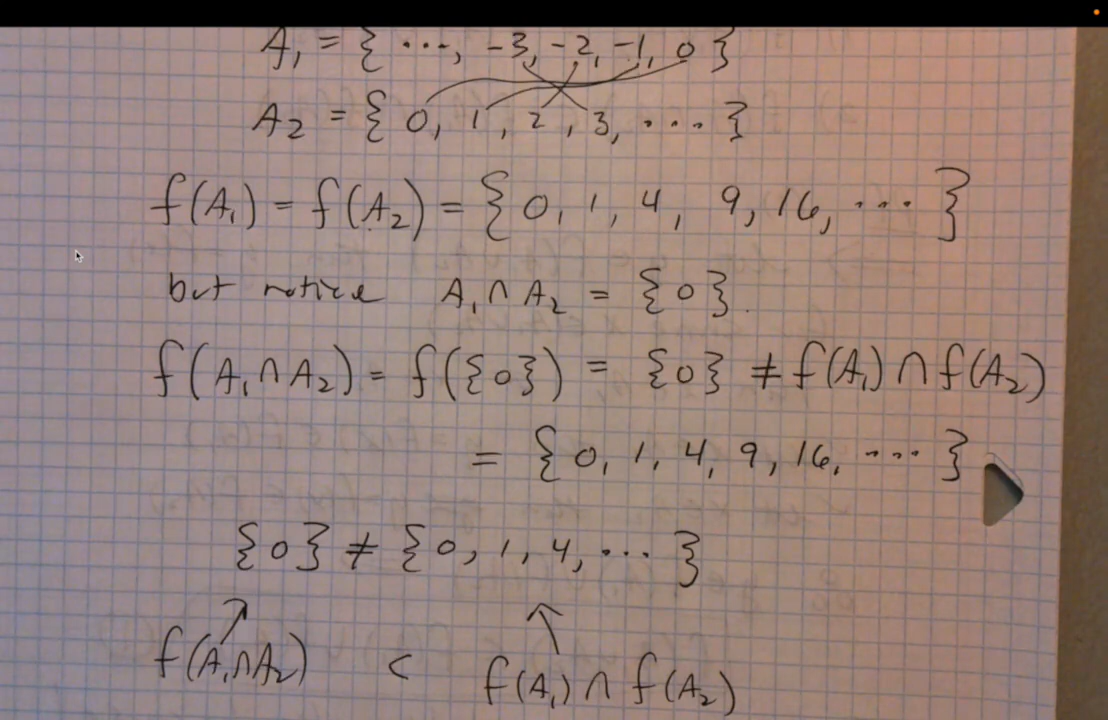 A₁ = { ..., -3, -2, -1, 0 }
A₂ = { 0, 1, 2, 3, .... }
f(A₁) = f(A₂) = { 0, 1, 4, 9, 16, .... }
but notice A₁ ∩ A₂ = { 0 }.
f(A₁ ∩ A₂) = f({0}) = {0} ≠ f(A₁) ∩ f(A₂)
= { 0, 1, 4, 9, 16, .... }
{0} ≠ { 0, 1, 4, .... }
f(A₁∩A₂) < f(A₁) ∩ f(A₂)